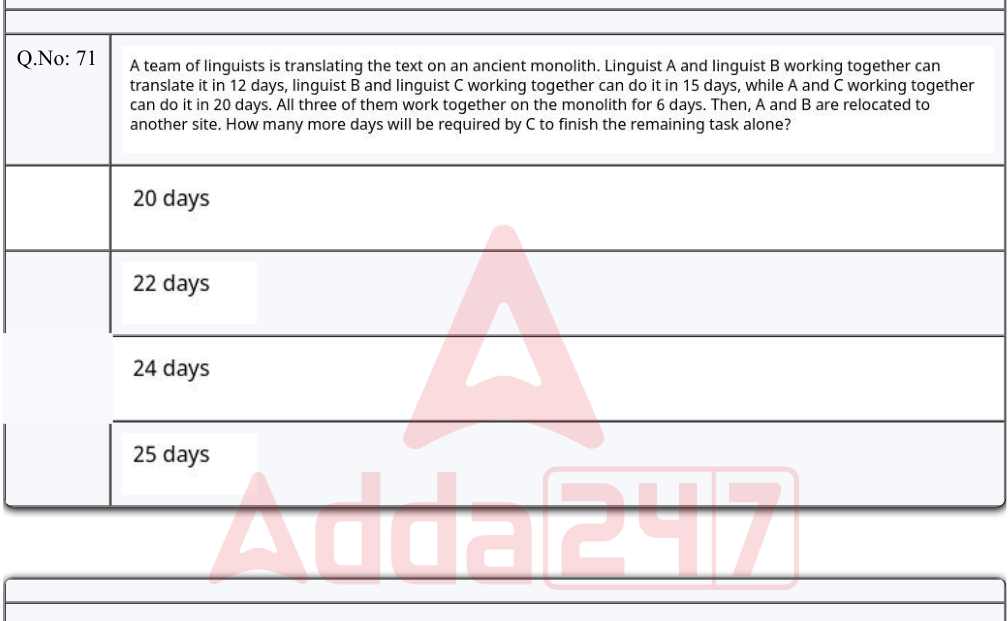 Q.No: 71
A team of linguists is translating the text on an ancient monolith. Linguist A and linguist B working together can
translate it in 12 days, linguist B and linguist C working together can do it in 15 days, while A and C working together
can do it in 20 days. All three of them work together on the monolith for 6 days. Then, A and B are relocated to
another site. How many more days will be required by C to finish the remaining task alone?
20 days
22 days
24 days
25 days
Adda247